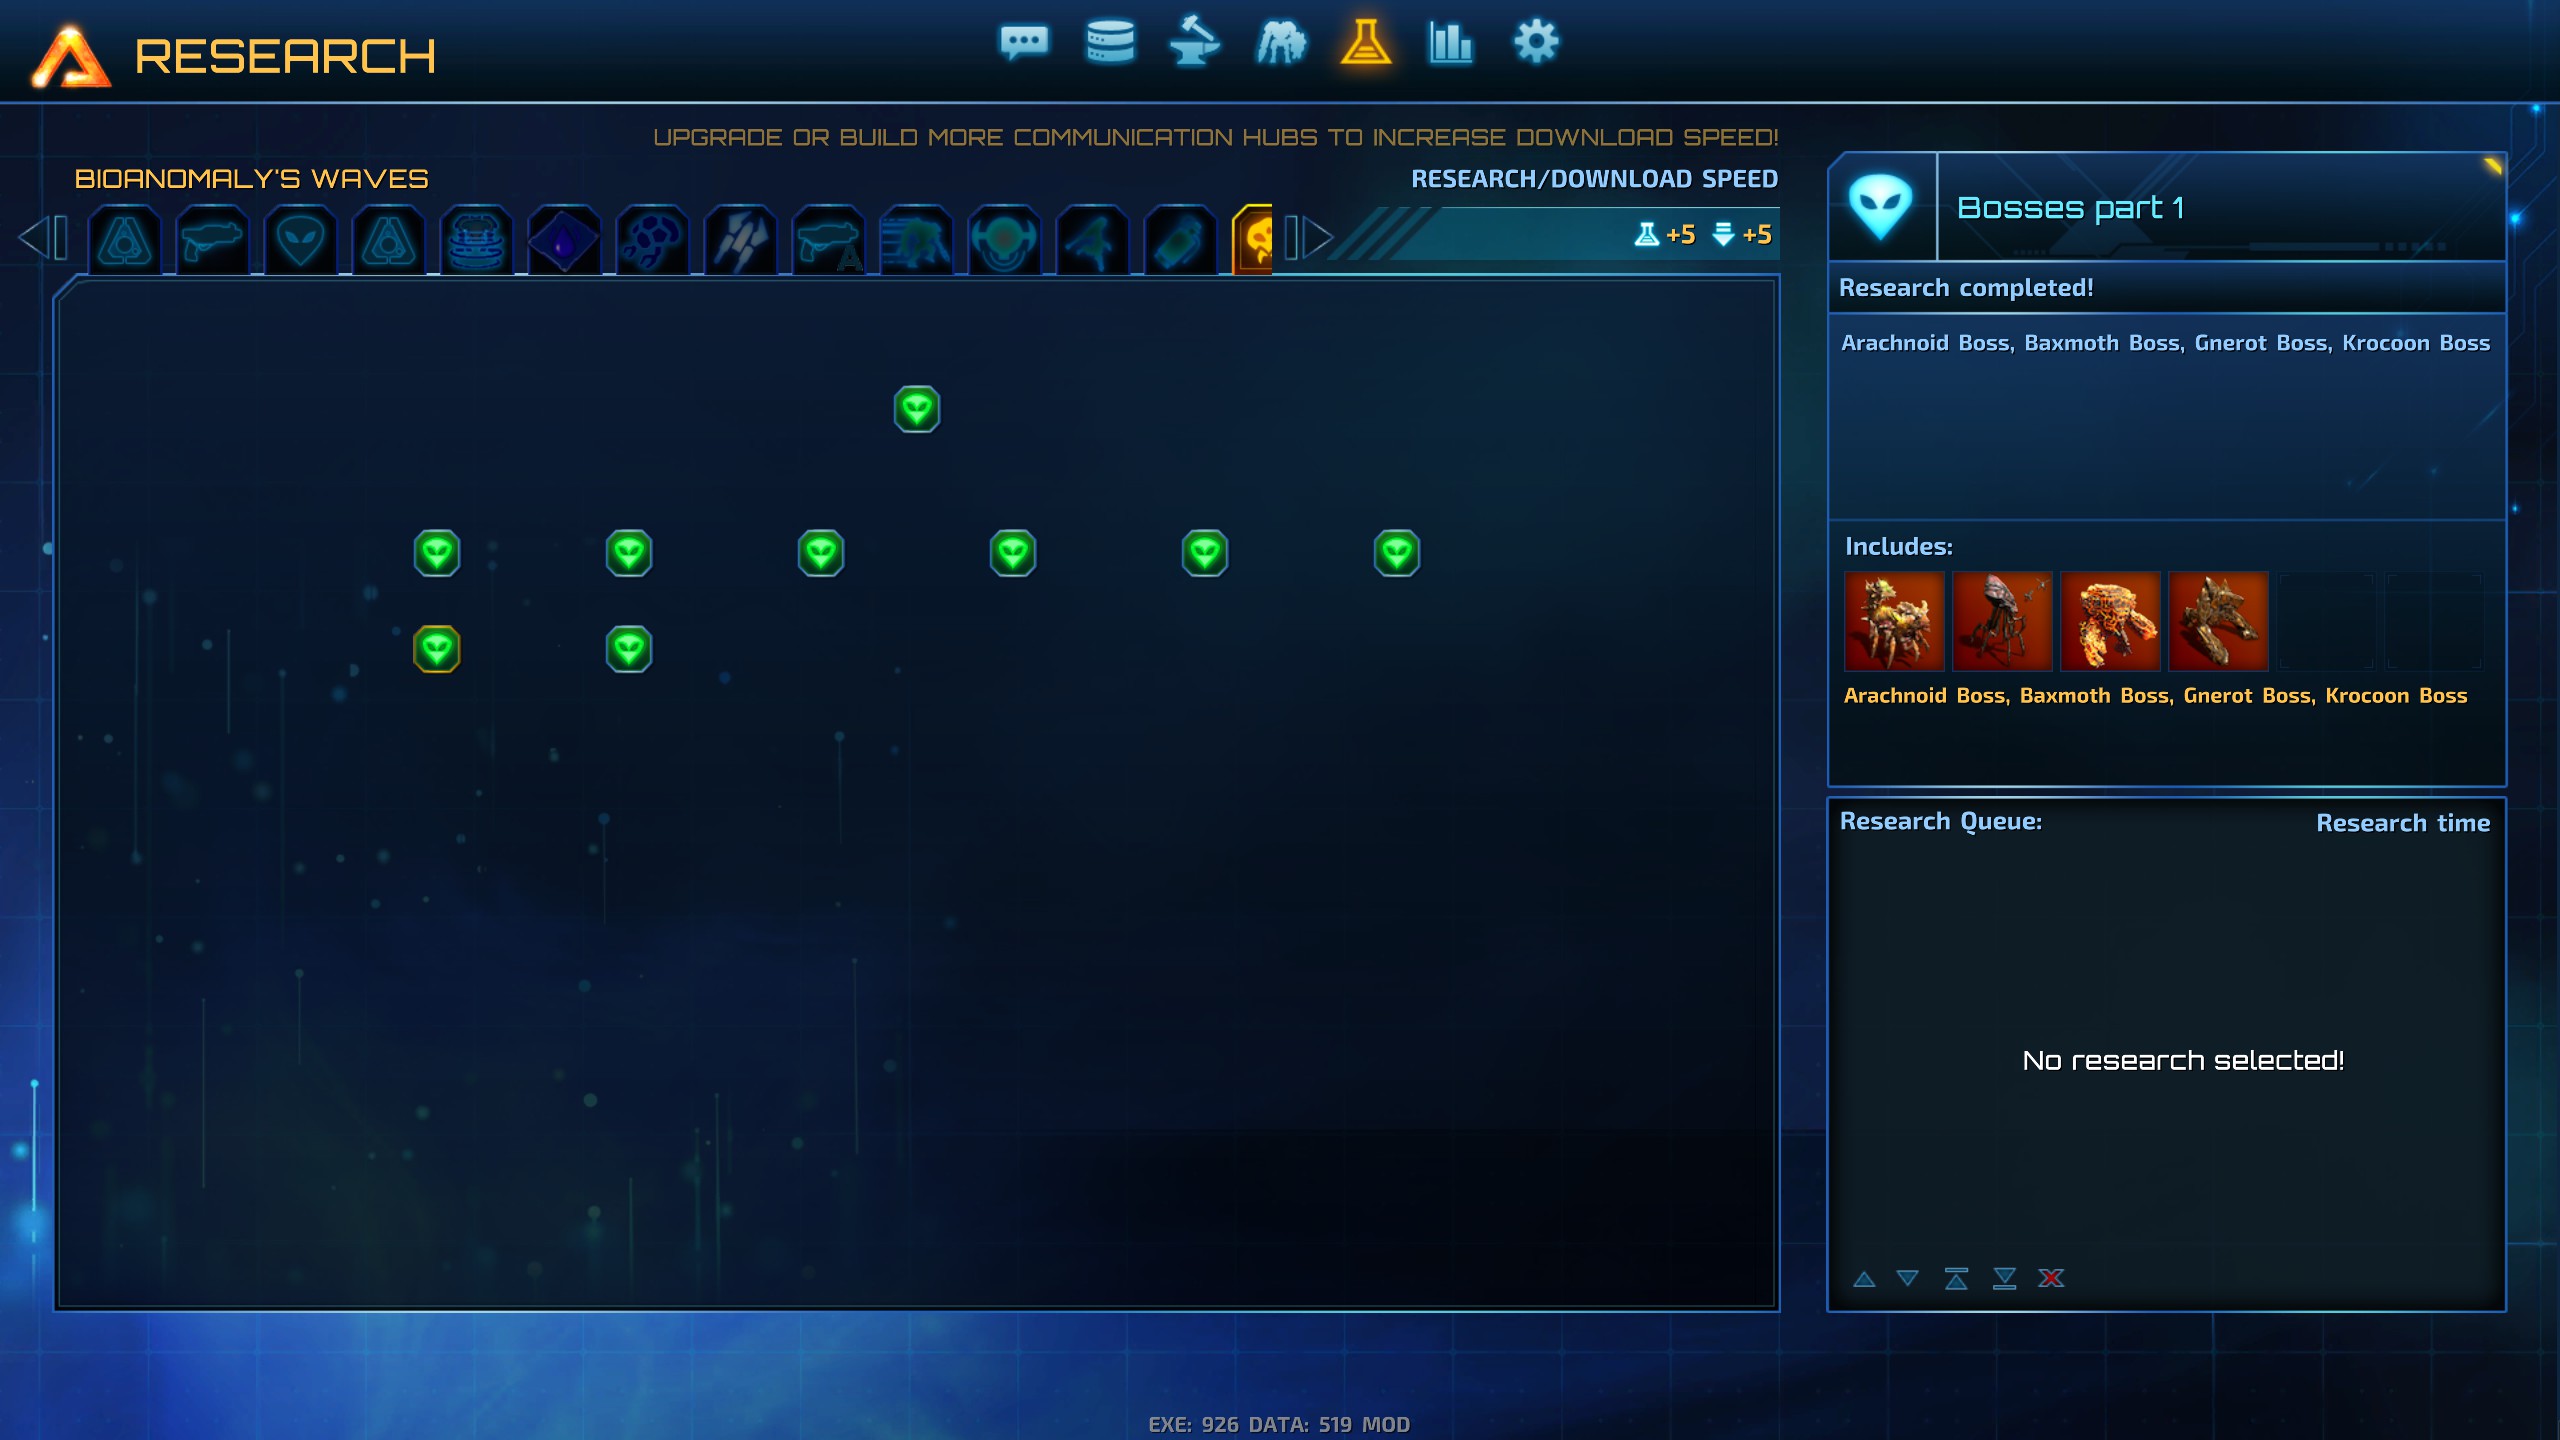 RESEARCH
UPGRADE OR BUILD MORE COMMUNICATION HUBS TO INCREASE DOWNLOAD SPEED!
BIOANOMALY'S WAVES
RESEARCH/DOWNLOAD SPEED
A
+5 +5
Bosses part 1
Research completed!
Arachnoid Boss, Baxmoth Boss, Gnerot Boss, Krocoon Boss
Includes:
Arachnoid Boss, Baxmoth Boss, Gnerot Boss, Krocoon Boss
Research Queue: Research time
No research selected!
EXE: 926 DATA: 519 MOD